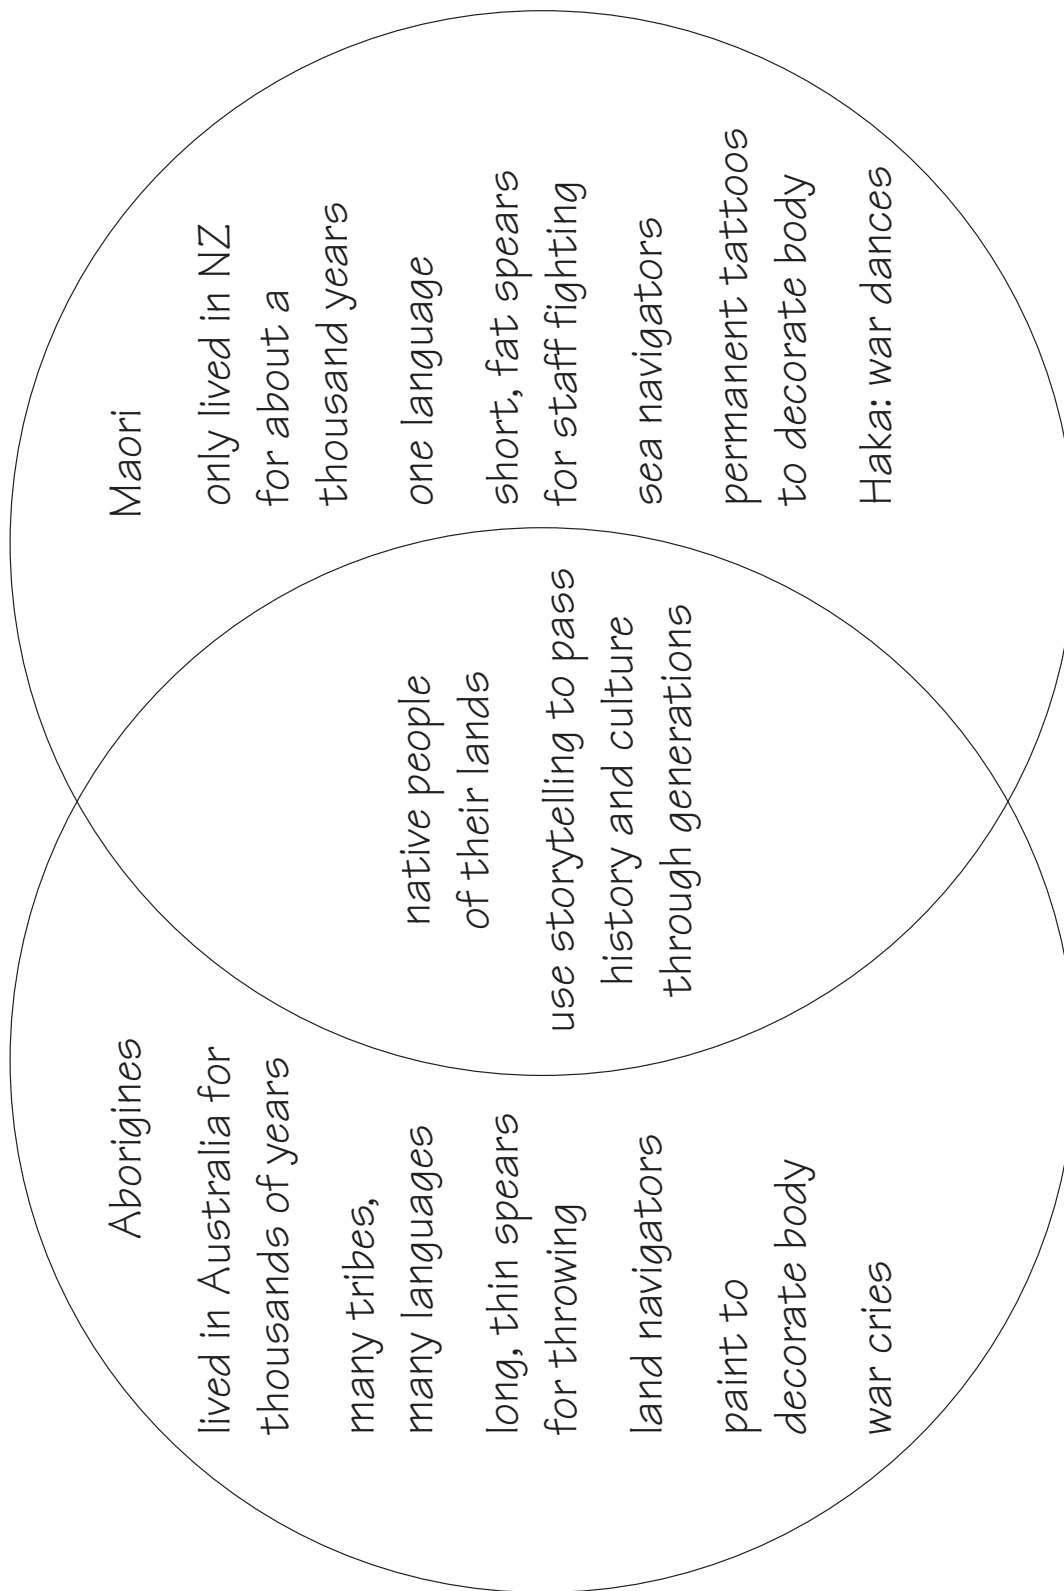 Aborigines
lived in Australia for
thousands of years
many tribes,
many languages
long, thin spears
for throwing
land navigators
paint to
decorate body
war cries
native people
of their lands
use storytelling to pass
history and culture
through generations
Maori
only lived in NZ
for about a
thousand years
one language
short, fat spears
for staff fighting
sea navigators
permanent tattoos
to decorate body
Haka: war dances